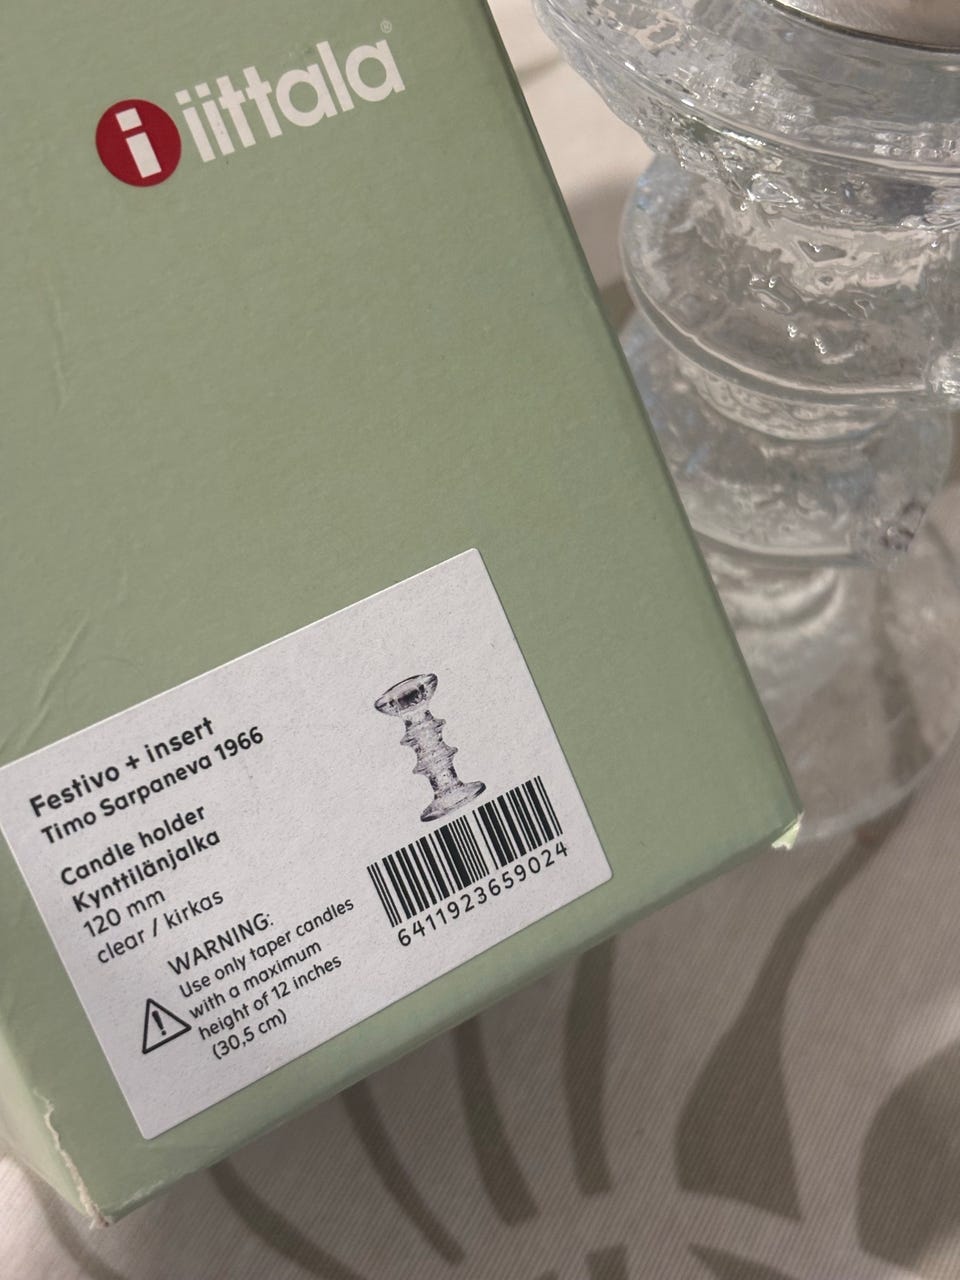 i iittala®
Festivo + insert
Timo Sarpaneva 1966
Candle holder
Kynttilänjalka
120 mm
clear / kirkas
WARNING:
Use only taper candles
with a maximum
height of 12 inches
(30,5 cm)
6411923659024